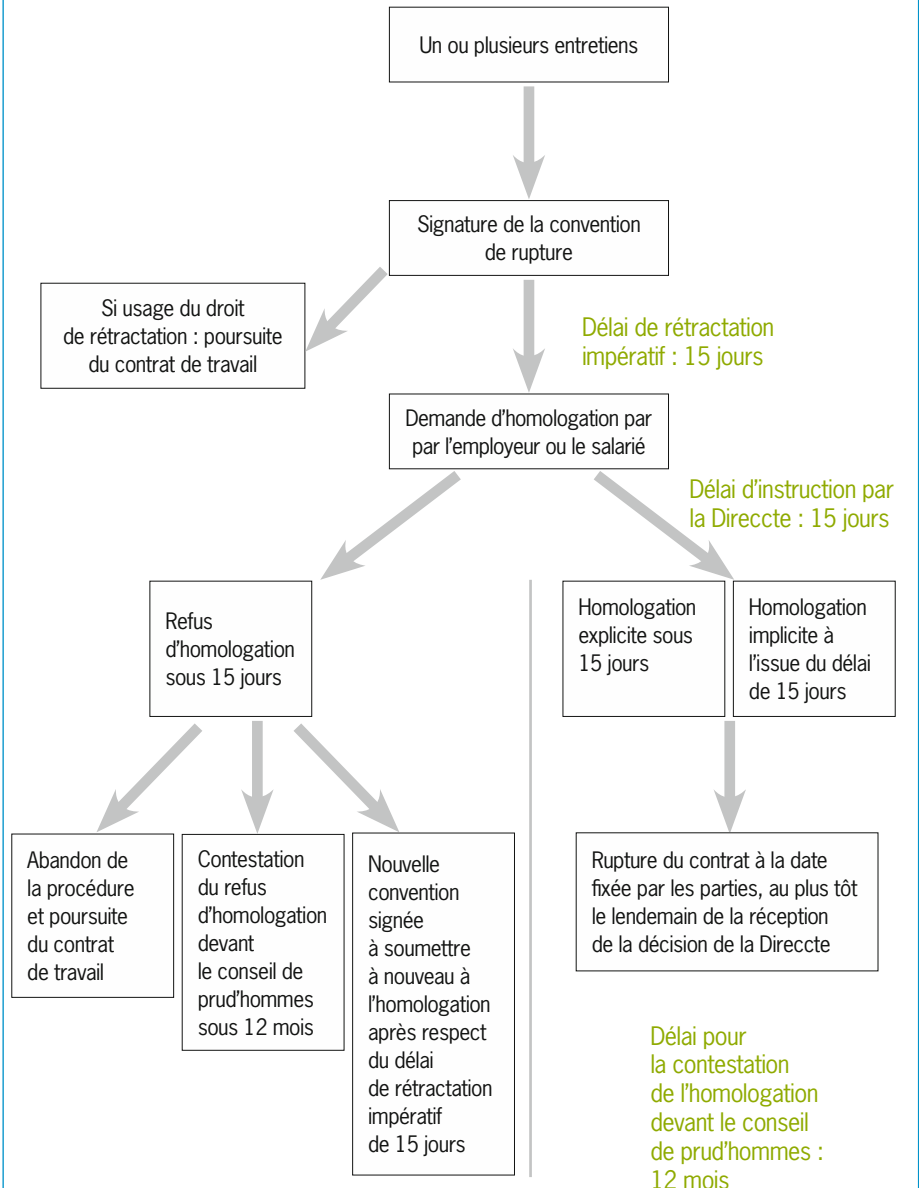 Un ou plusieurs entretiens
Signature de la convention
de rupture
Si usage du droit
de rétractation : poursuite
du contrat de travail
Délai de rétractation
impératif : 15 jours
Demande d'homologation par
par l'employeur ou le salarié
Délai d'instruction par
la Direccte : 15 jours
Refus
d'homologation
sous 15 jours
Homologation
explicite sous
15 jours
Homologation
implicite à
l'issue du délai
de 15 jours
Abandon de
la procédure
et poursuite
du contrat
de travail
Contestation
du refus
d'homologation
devant
le conseil de
prud'hommes
sous 12 mois
Nouvelle
convention
signée
à soumettre
à nouveau à
l'homologation
après respect
du délai
de rétractation
impératif
de 15 jours
Rupture du contrat à la date
fixée par les parties, au plus tôt
le lendemain de la réception
de la décision de la Direccte
Délai pour
la contestation
de l'homologation
devant le conseil
de prud'hommes :
12 mois